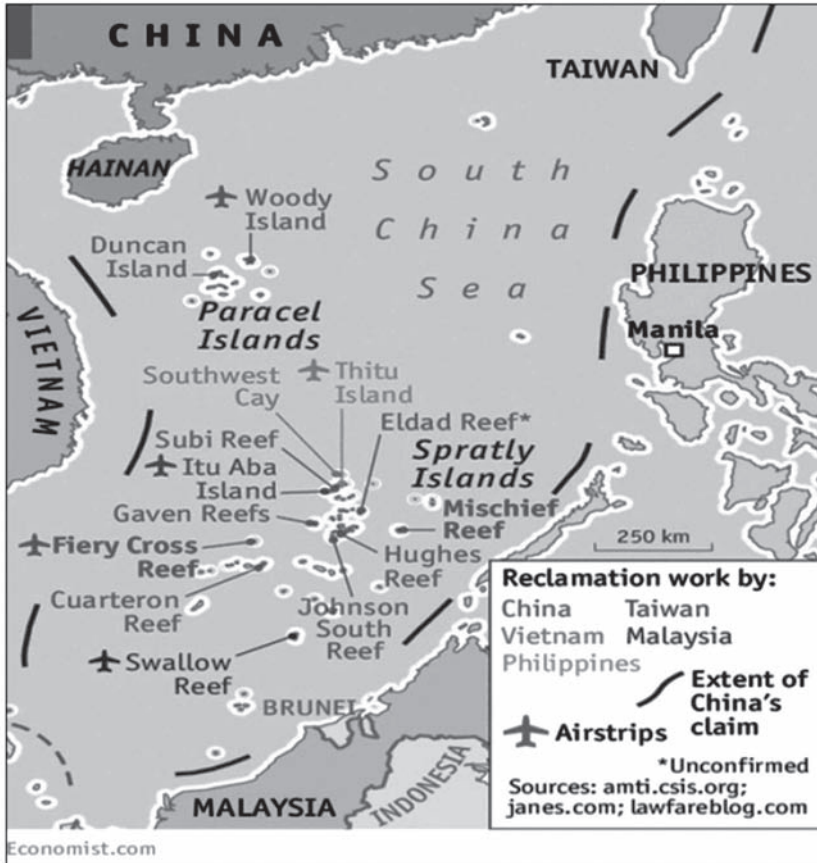 CHINA
TAIWAN
HAINAN
South
China
Sea
Woody
Island
Duncan
Island
Paracel
Islands
PHILIPPINES
Manila
VIETNAM
Southwest
Cay
Thitu
Island
Eldad Reef*
Subi Reef
Spratly
Islands
Itu Aba
Island
Gaven Reefs
Mischief
Reef
Fiery Cross
Reef
Hughes
Reef
Cuarteron
Reef
Johnson
South
Reef
Swallow
Reef
BRUNEI
MALAYSIA
INDONESIA
250 km
Reclamation work by:
China Taiwan
Vietnam Malaysia
Philippines
Extent of
China's
claim
Airstrips
*Unconfirmed
Sources: amti.csis.org;
janes.com; lawfareblog.com
Economist.com